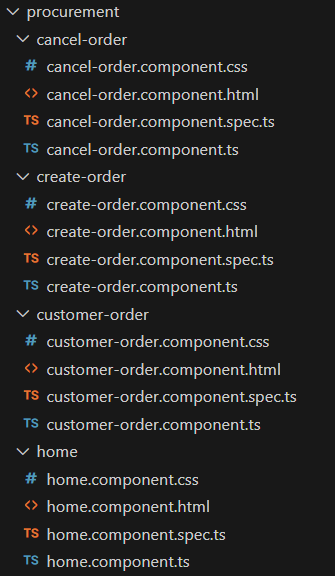 procurement
cancel-order
# cancel-order.component.css
<> cancel-order.component.html
TS cancel-order.component.spec.ts
TS cancel-order.component.ts
create-order
# create-order.component.css
<> create-order.component.html
TS create-order.component.spec.ts
TS create-order.component.ts
customer-order
# customer-order.component.css
<> customer-order.component.html
TS customer-order.component.spec.ts
TS customer-order.component.ts
home
# home.component.css
<> home.component.html
TS home.component.spec.ts
TS home.component.ts